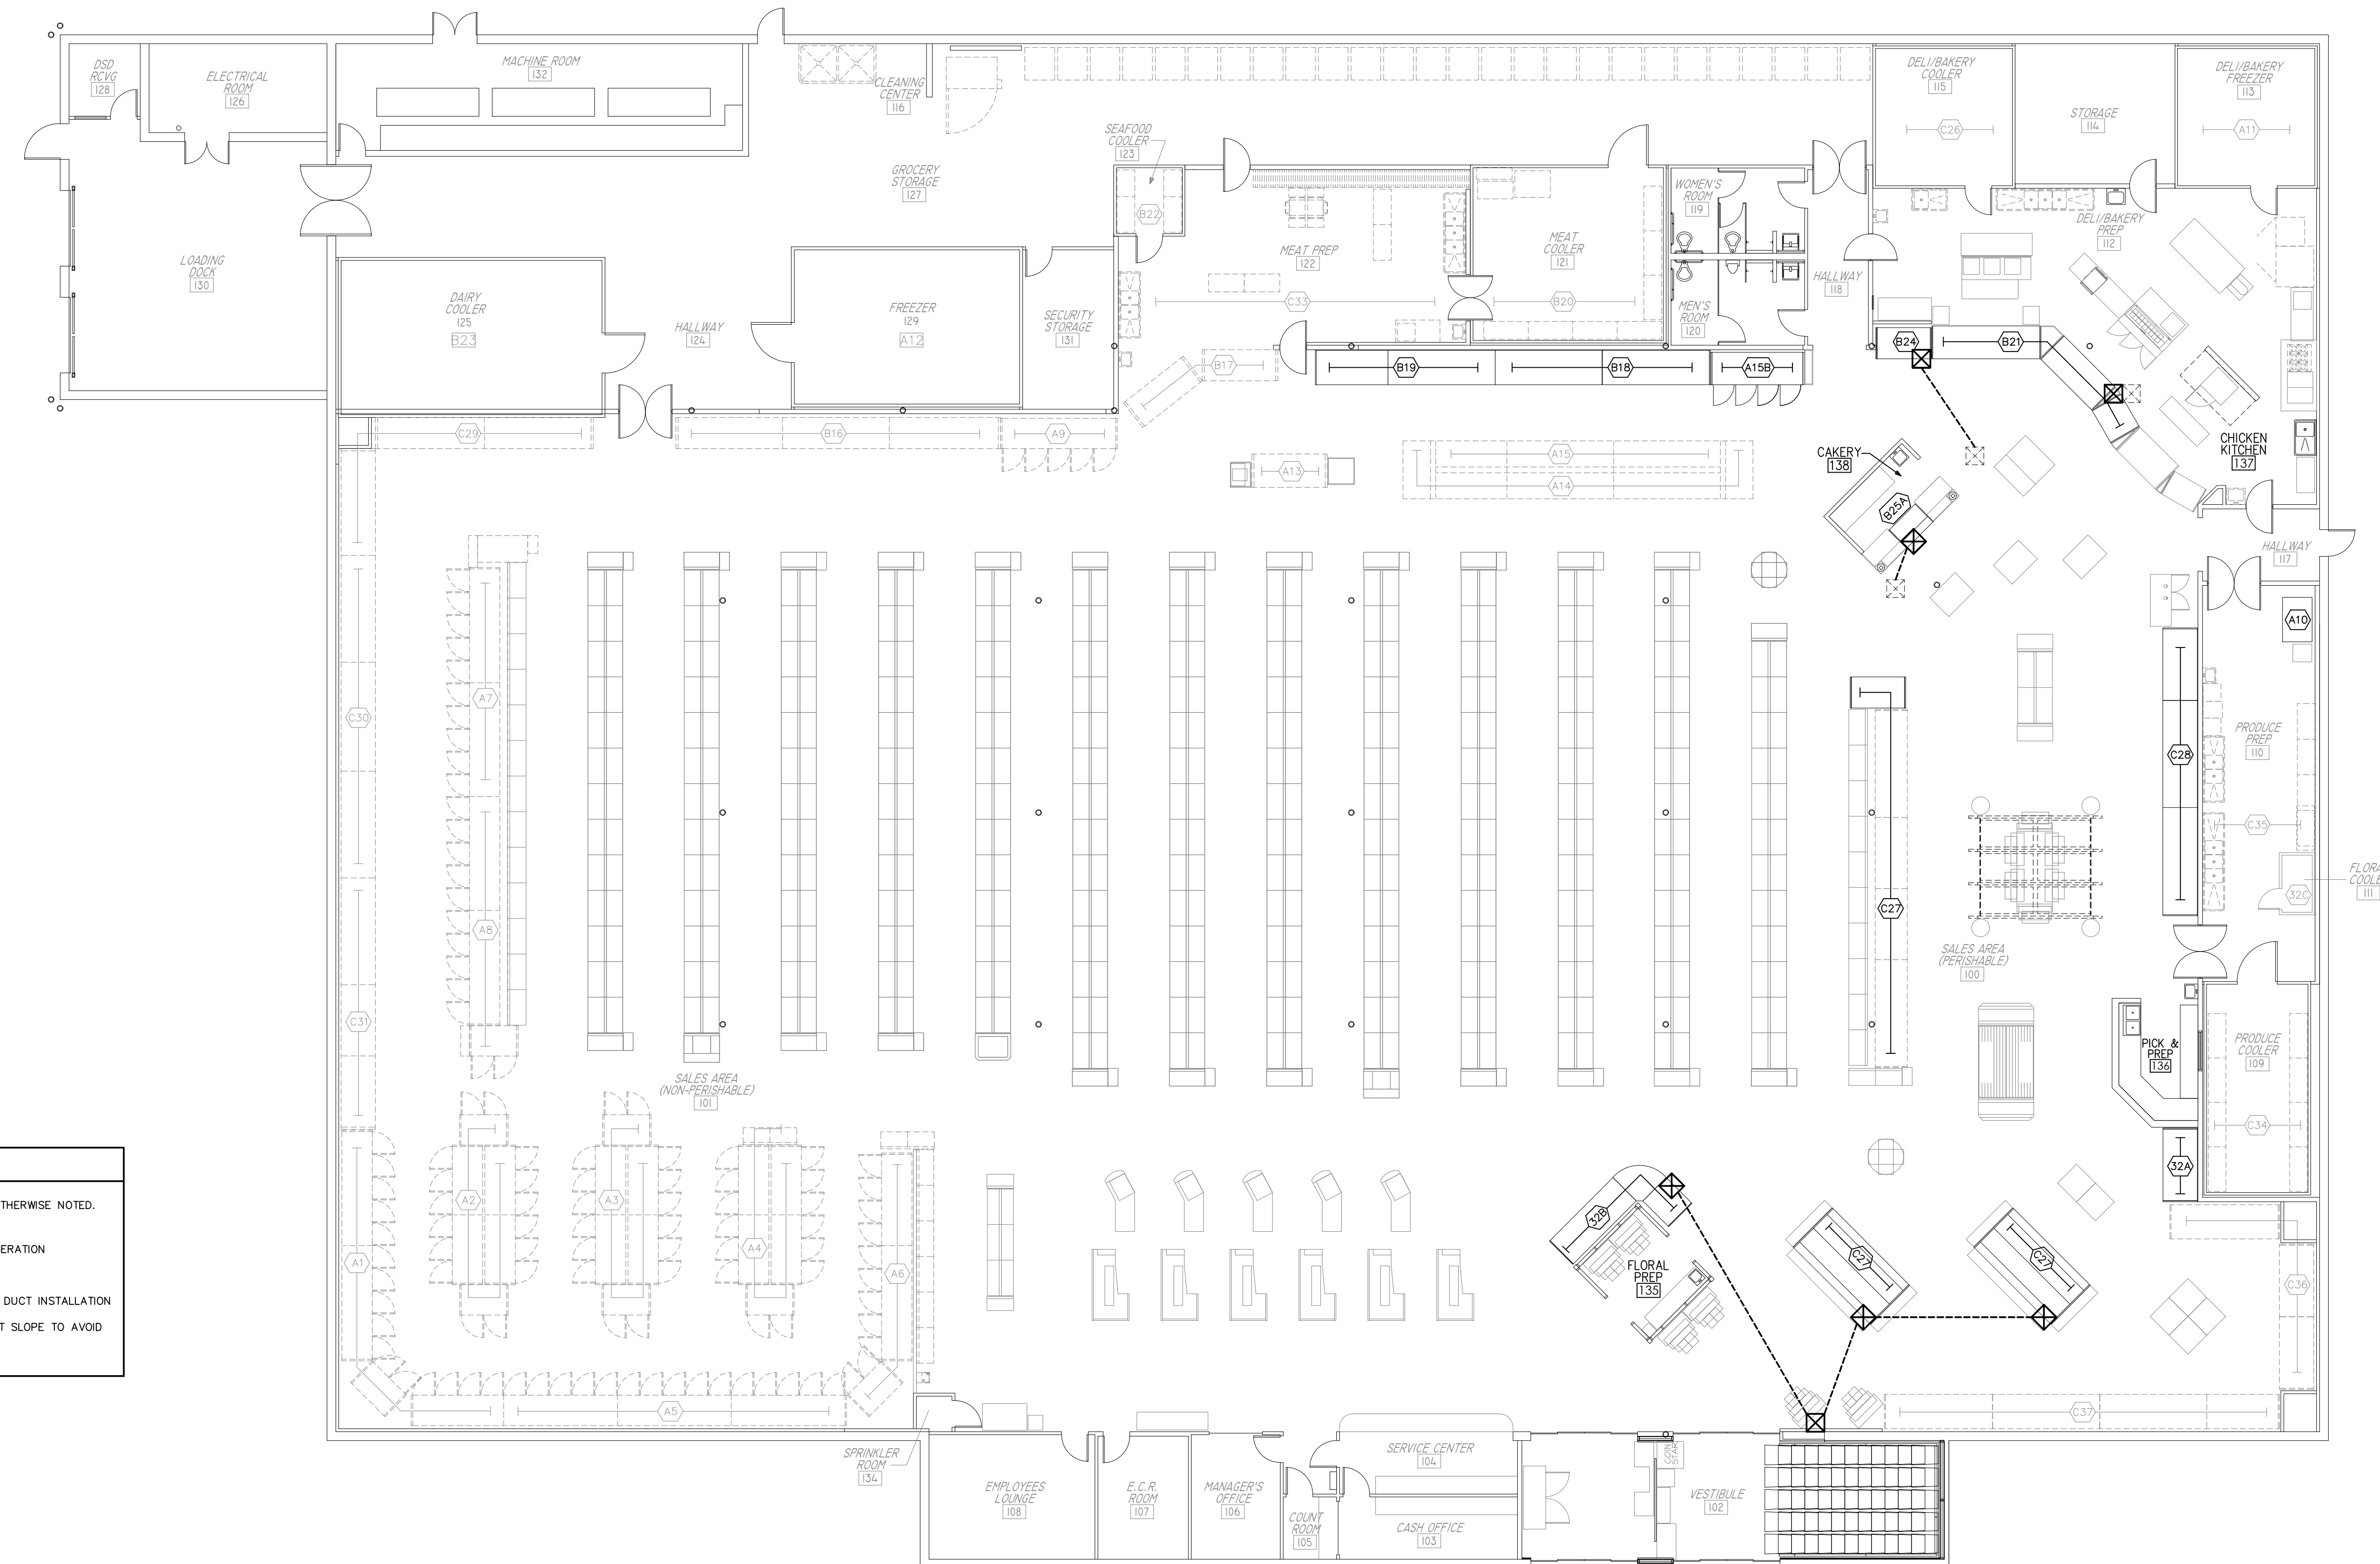 DSD
RCVG
128
ELECTRICAL
ROOM
126
MACHINE ROOM
132
CLEANING
CENTER
116
DELI/BAKERY
COOLER
115
C26
STORAGE
114
DELI/BAKERY
FREEZER
113
A11
SEAFOOD
COOLER
123
B22
GROCERY
STORAGE
127
WOMEN'S
ROOM
119
DELI/BAKERY
PREP
112
LOADING
DOCK
130
DAIRY
COOLER
125
B23
HALLWAY
124
FREEZER
129
A12
SECURITY
STORAGE
131
MEAT PREP
122
C33
MEAT
COOLER
121
B20
MEN'S
ROOM
120
HALLWAY
118
B17
B19
B18
A15B
B24
B21
C29
B16
A9
A13
A15
A14
CAKERY
138
B25A
CHICKEN
KITCHEN
137
HALLWAY
117
A10
A7
C30
C28
PRODUCE
PREP
110
C35
FLORA
COOLE
111
32C
A8
C27
SALES AREA
(PERISHABLE)
100
C31
SALES AREA
(NON-PERISHABLE)
101
PICK &
PREP
136
PRODUCE
COOLER
109
C34
32A
A1
A2
A3
A4
A6
A5
32B
FLORAL
PREP
135
C27
C27
C36
C37
THERWISE NOTED.
ERATION
DUCT INSTALLATION
T SLOPE TO AVOID
SPRINKLER
ROOM
134
EMPLOYEES
LOUNGE
108
E.C.R.
ROOM
107
MANAGER'S
OFFICE
106
COUNT
ROOM
105
SERVICE CENTER
104
CASH OFFICE
103
COIN
STAR
VESTIBULE
102